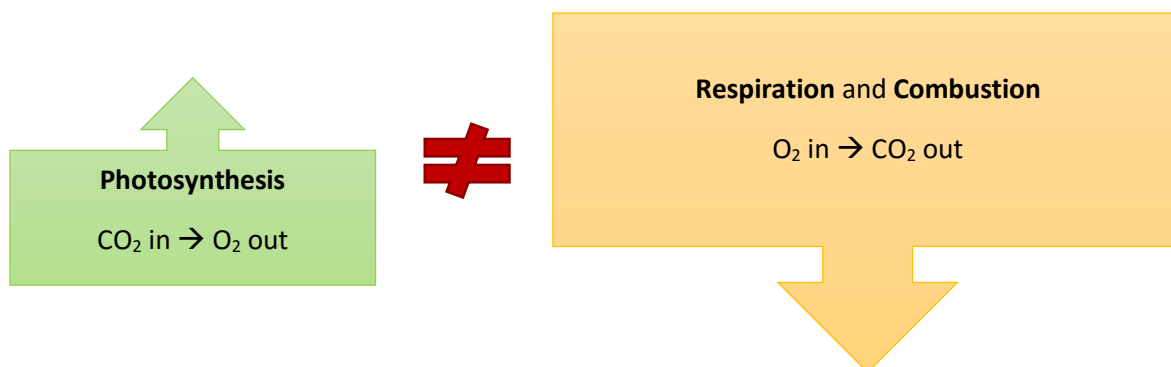 Photosynthesis
CO₂ in → O₂ out
≠
Respiration and Combustion
O₂ in → CO₂ out